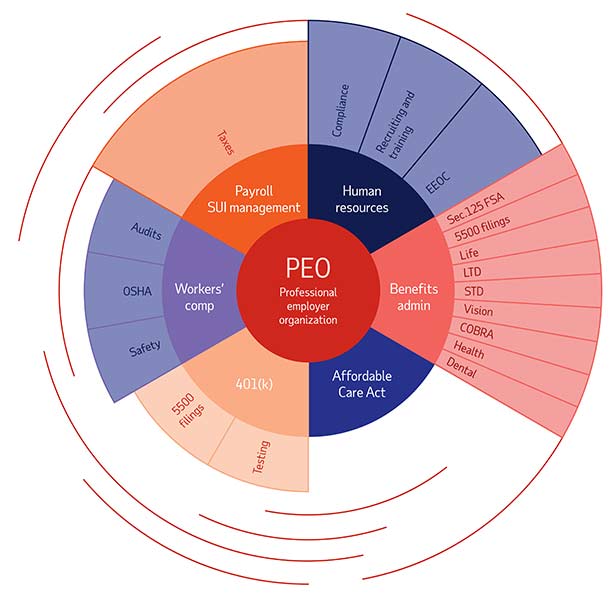 PEO
Professional
employer
organization
Human
resources
Compliance
Recruiting and
training
EEOC
Benefits
admin
Sec.125 FSA
5500 filings
Life
LTD
STD
Vision
COBRA
Health
Dental
Affordable
Care Act
401(k)
Testing
5500
filings
Workers'
comp
Safety
OSHA
Audits
Payroll
SUI management
Taxes